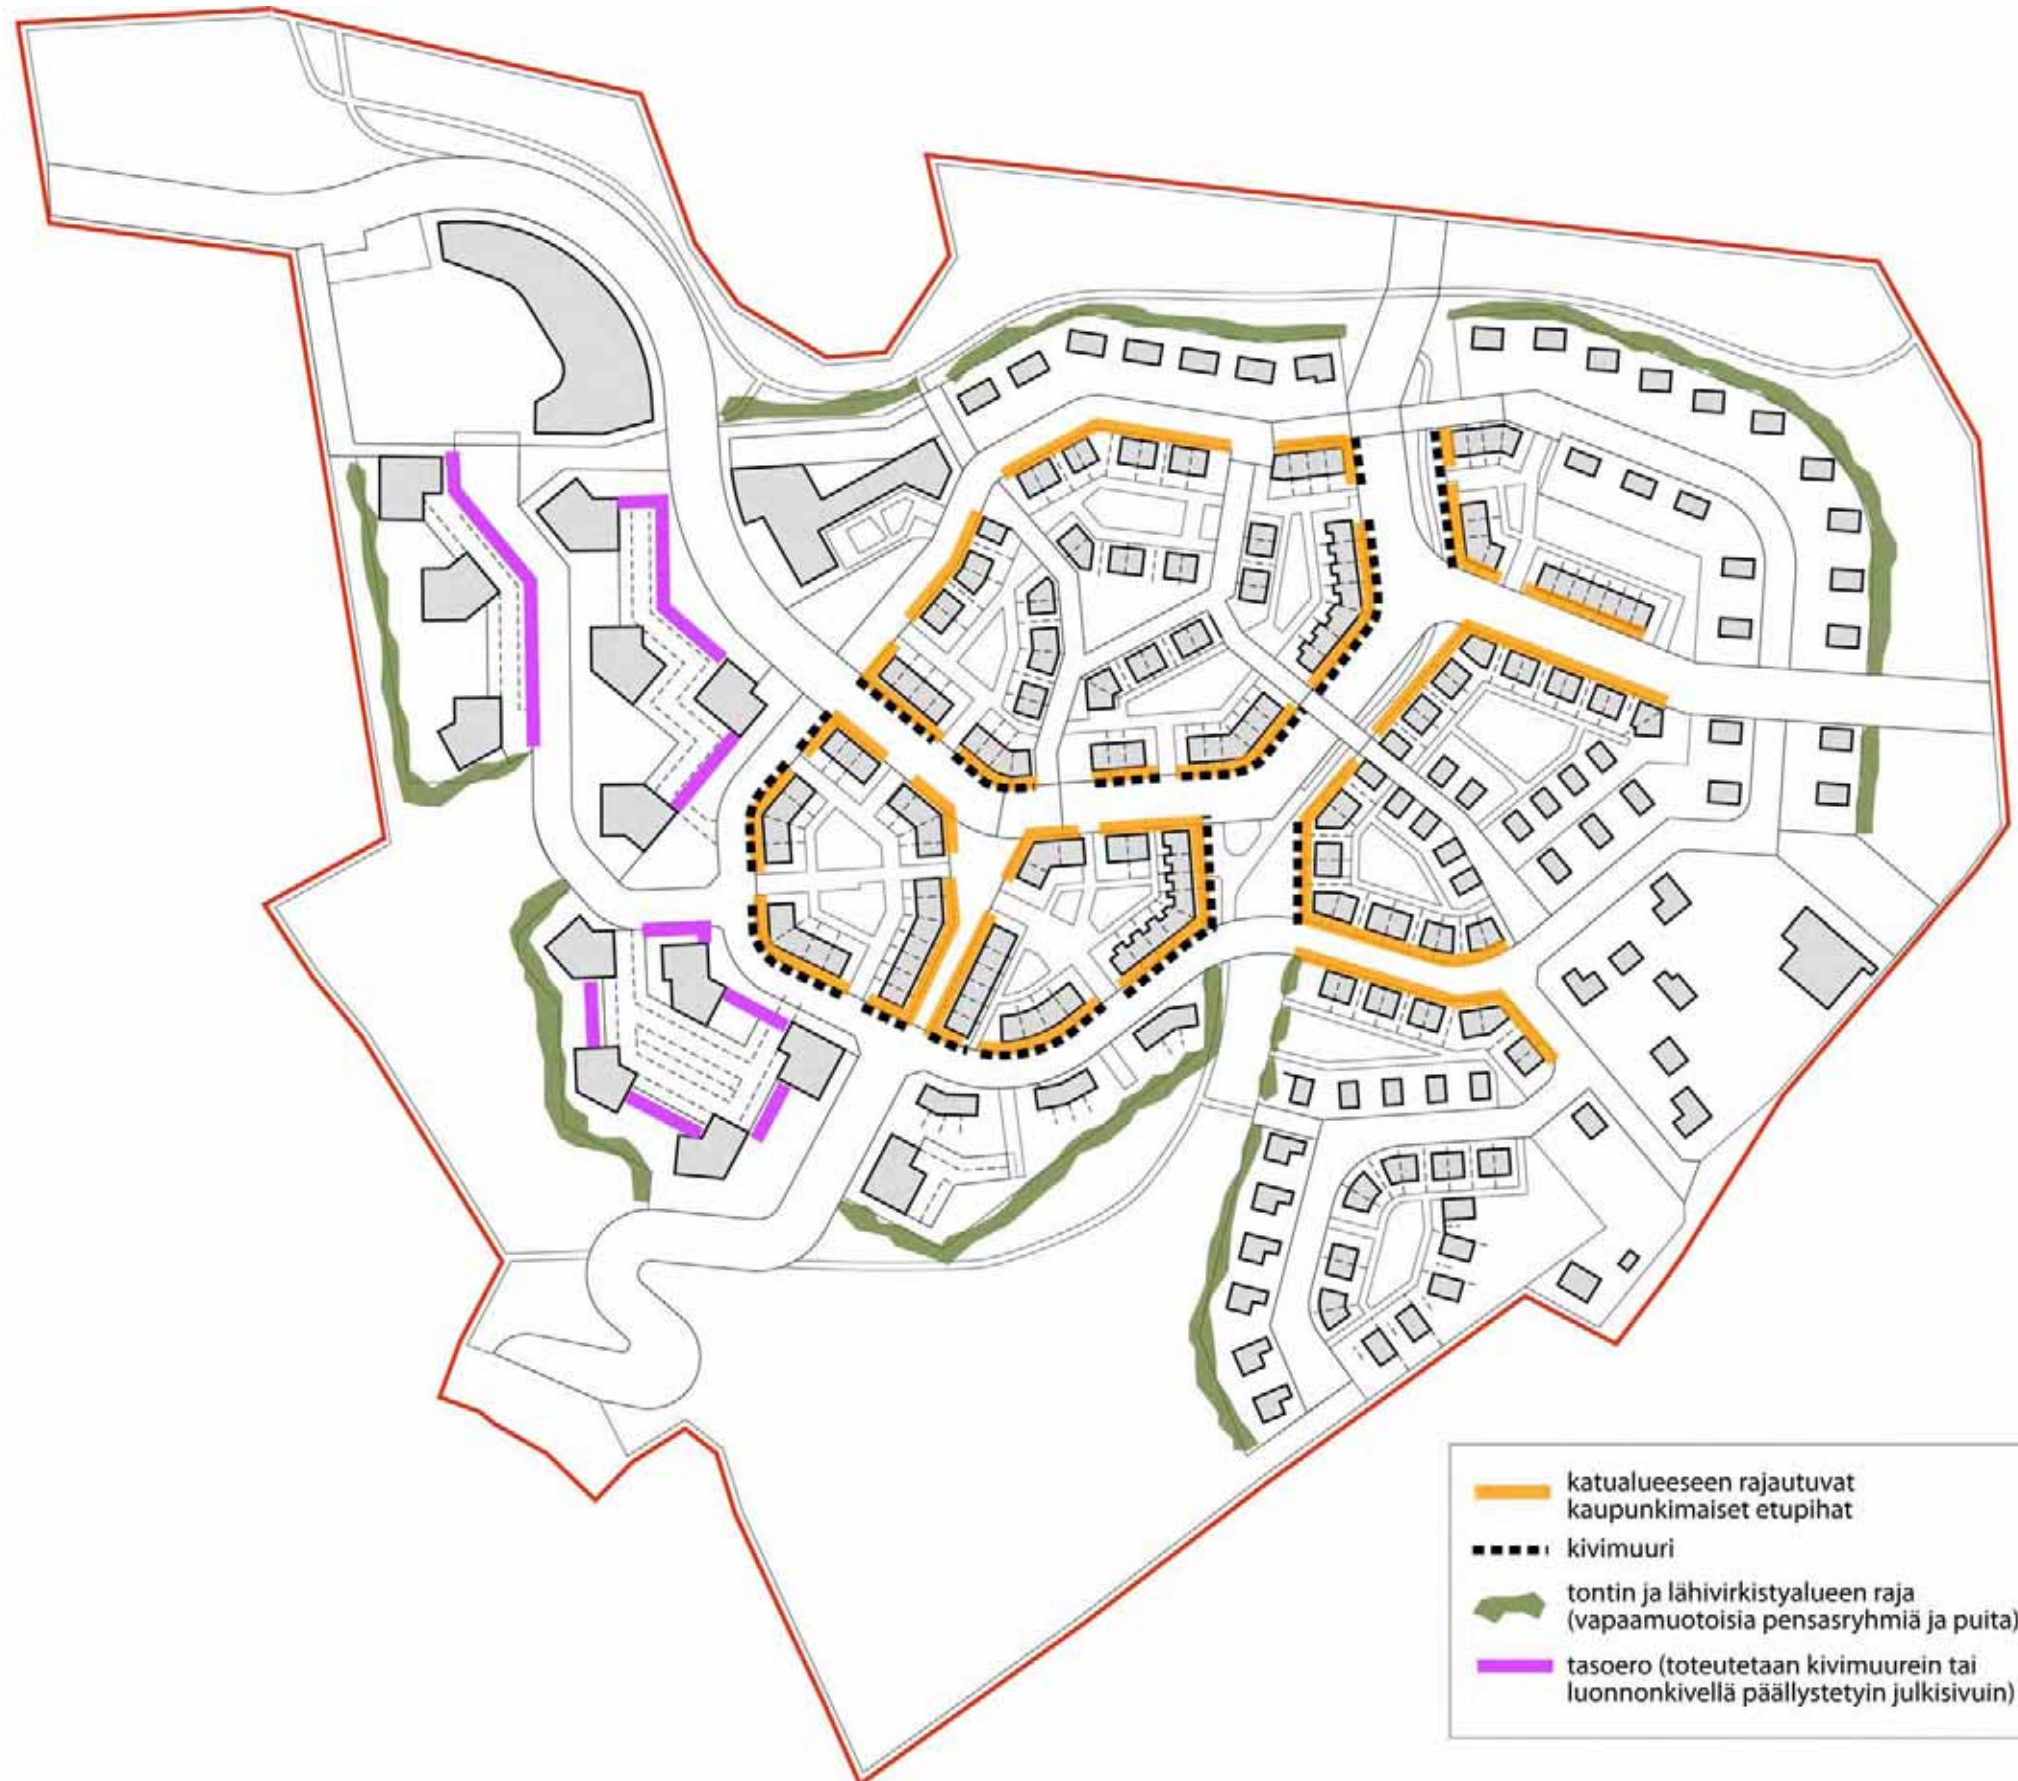 katualueeseen rajautuvat
kaupunkimaiset etupihat
kivimuuri
tontin ja lähivirkistyalueen raja
(vapaamuotoisia pensasryhmiä ja puita)
tasoero (toteutetaan kivimuurein tai
luonnonkivellä päällystetyin julkisivuin)